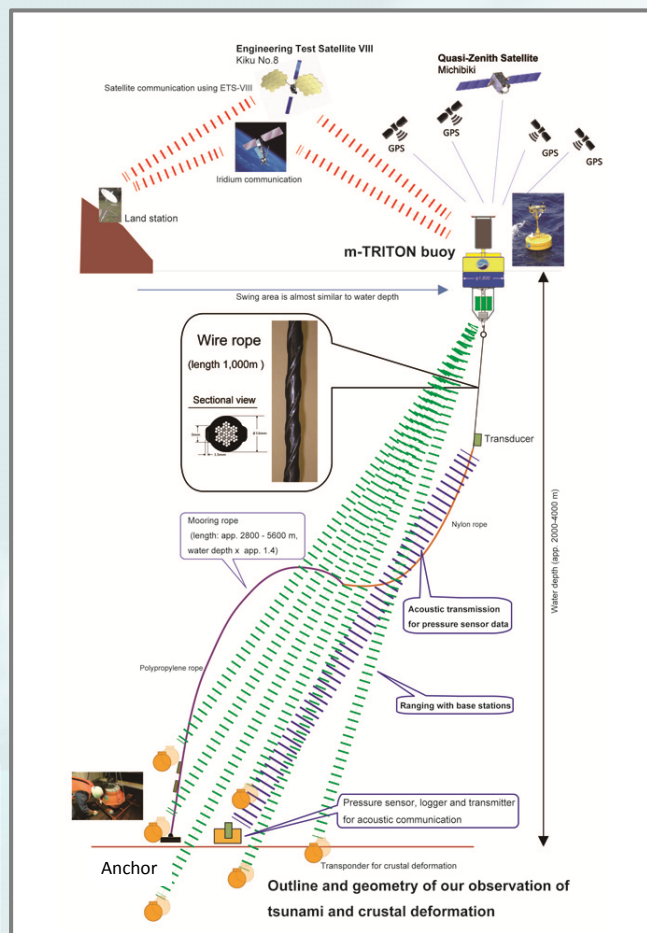 Engineering Test Satellite VIII
Kiku No.8
Quasi-Zenith Satellite
Michibiki
Satellite communication using ETS-VIII
GPS
GPS
GPS
GPS
Iridium communication
Land station
m-TRITON buoy
Swing area is almost similar to water depth
Wire rope
(length 1,000m )
Sectional view
Transducer
Mooring rope
(length: app. 2800 - 5600 m,
water depth x app. 1.4)
Nylon rope
Water depth (app. 2000-4000 m)
Acoustic transmission
for pressure sensor data
Polypropylene rope
Ranging with base stations
Pressure sensor, logger and transmitter
for acoustic communication
Anchor
Transponder for crustal deformation
Outline and geometry of our observation of
tsunami and crustal deformation